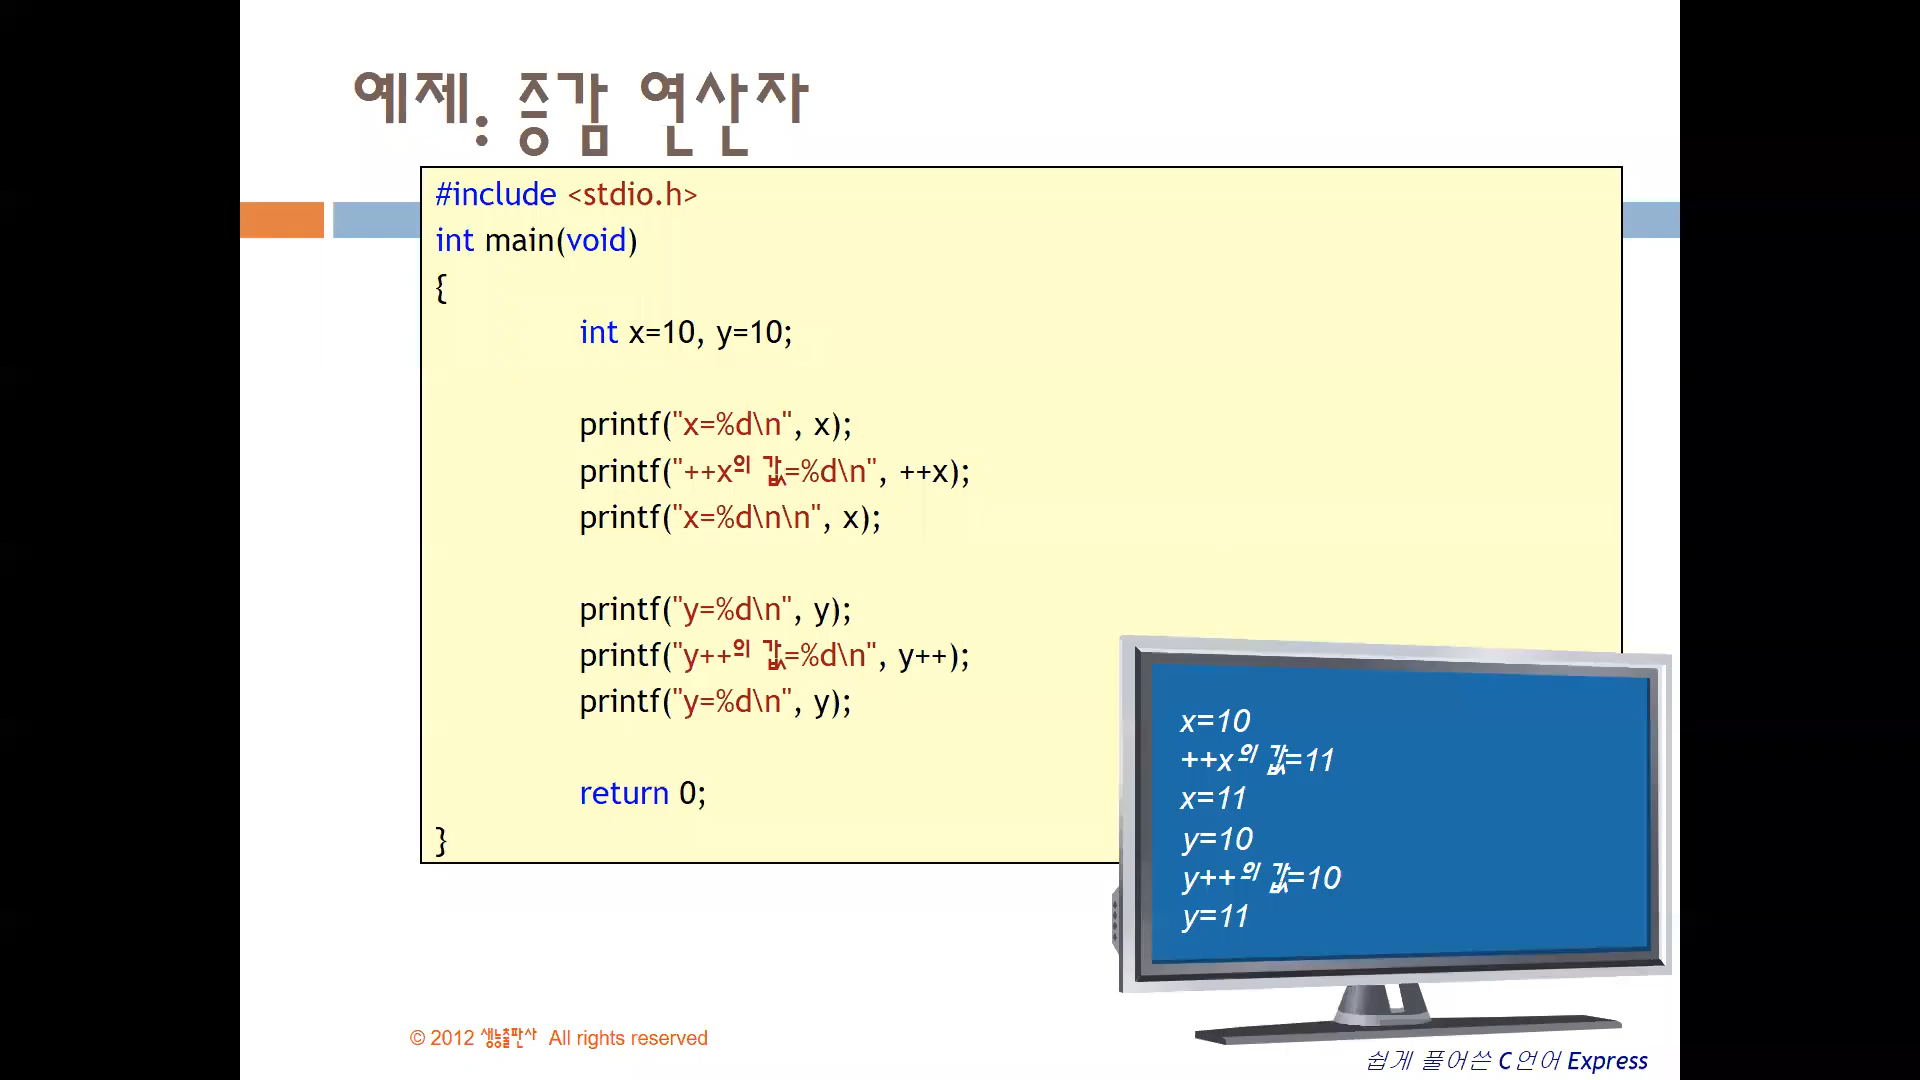 예제: 증감 연산자
#include <stdio.h>
int main(void)
{
int x=10, y=10;
printf("x=%d\n", x);
printf("++x의 값=%d\n", ++x);
printf("x=%d\n\n", x);
printf("y=%d\n", y);
printf("y++의 값=%d\n", y++);
printf("y=%d\n", y);
return 0;
}
x=10
++x의 값=11
x=11
y=10
y++의 값=10
y=11
© 2012 생능출판사 All rights reserved
쉽게 풀어쓴 C언어 Express